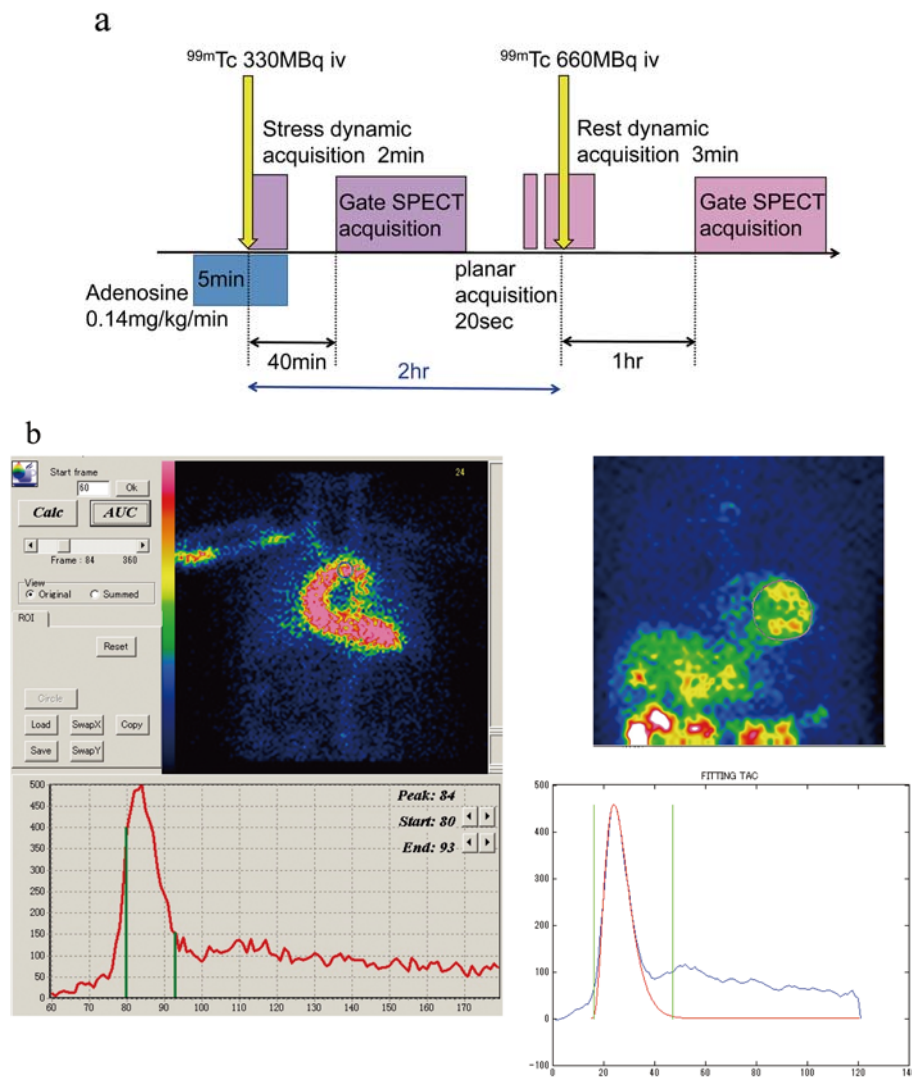 a
99mTc 330MBq iv
99mTc 660MBq iv
Stress dynamic
acquisition 2min
Rest dynamic
acquisition 3min
Gate SPECT
acquisition
Gate SPECT
acquisition
5min
Adenosine
0.14mg/kg/min
planar
acquisition
20sec
40min
1hr
2hr
b
Start frame
60 Ok
Calc AUC
Frame : 84 360
View
Original Summed
ROI
Reset
Circle
Load SwapX Copy
Save SwapY
24
Peak: 84
Start: 80
End: 93
500
450
400
350
300
250
200
150
100
50
0
60 70 80 90 100 110 120 130 140 150 160 170
FITTING TAC
500
400
300
200
100
0
-100
0 20 40 60 80 100 120 140